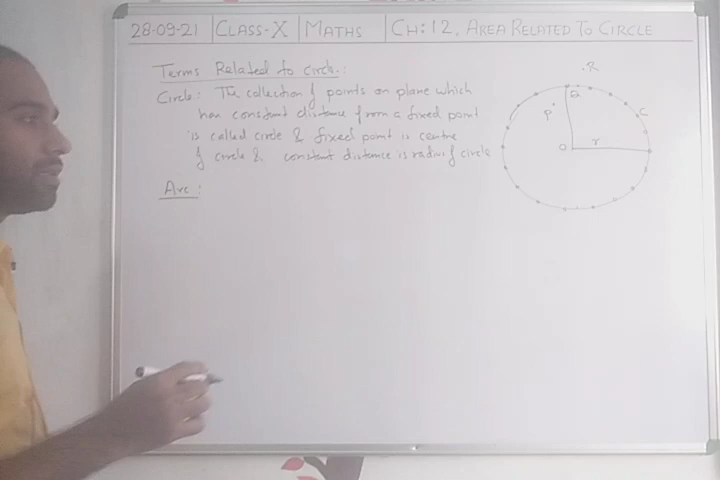 28-09-21 CLASS-X MATHS CH:12, AREA RELATED TO CIRCLE
Terms Related to Circle:
Circle: The collection of points on plane which
has constant distance from a fixed point
is called circle & fixed point is centre
of circle & constant distance is radius of circle
Arc:
R
Q
P
C
O r